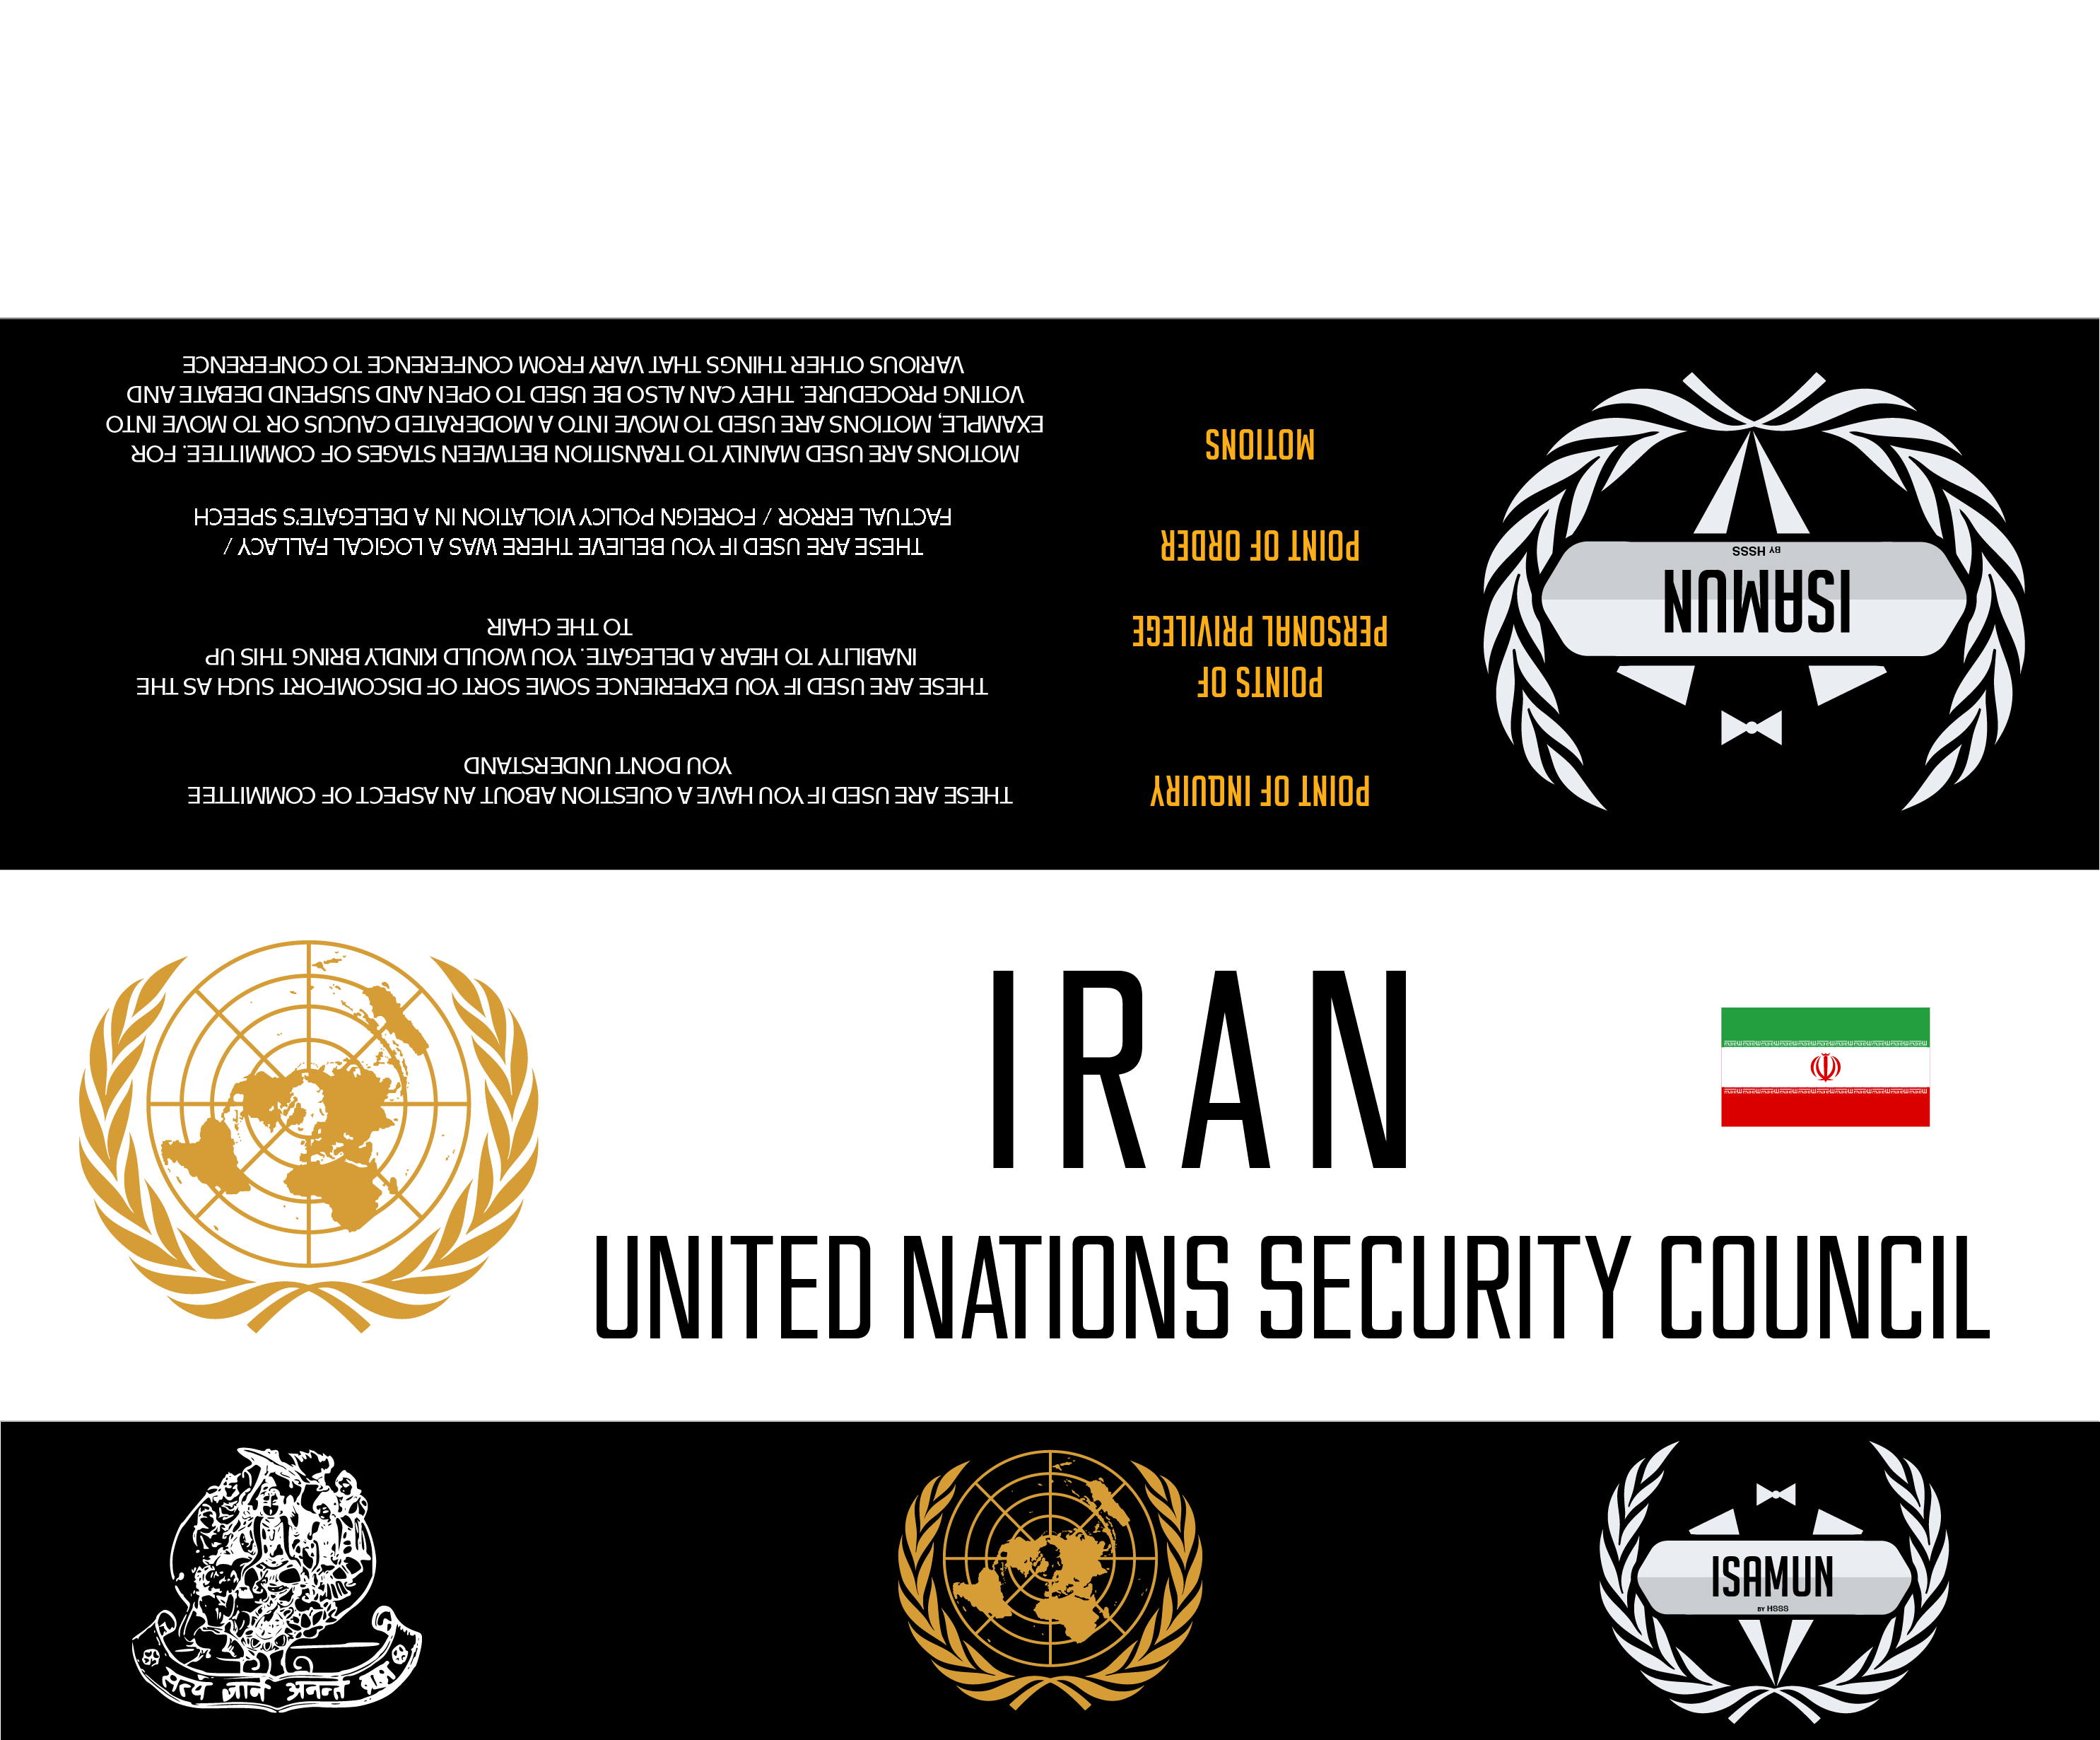 ISAMUN
BY HSSS
POINT OF INQUIRY
THESE ARE USED IF YOU HAVE A QUESTION ABOUT AN ASPECT OF COMMITTEE
YOU DON'T UNDERSTAND
POINTS OF
PERSONAL PRIVILEGE
THESE ARE USED IF YOU EXPERIENCE SOME SORT OF DISCOMFORT SUCH AS THE
INABILITY TO HEAR A DELEGATE. YOU WOULD KINDLY BRING THIS UP
TO THE CHAIR
POINT OF ORDER
THESE ARE USED IF YOU BELIEVE THERE WAS A LOGICAL FALLACY /
FACTUAL ERROR / FOREIGN POLICY VIOLATION IN A DELEGATE'S SPEECH
MOTIONS
MOTIONS ARE USED MAINLY TO TRANSITION BETWEEN STAGES OF COMMITTEE. FOR
EXAMPLE, MOTIONS ARE USED TO MOVE INTO A MODERATED CAUCUS OR TO MOVE INTO
VOTING PROCEDURE. THEY CAN ALSO BE USED TO OPEN AND SUSPEND DEBATE AND
VARIOUS OTHER THINGS THAT VARY FROM CONFERENCE TO CONFERENCE
IRAN
UNITED NATIONS SECURITY COUNCIL
सत्यं ज्ञानं अनन्तं ब्रह्म
ISAMUN
BY HSSS